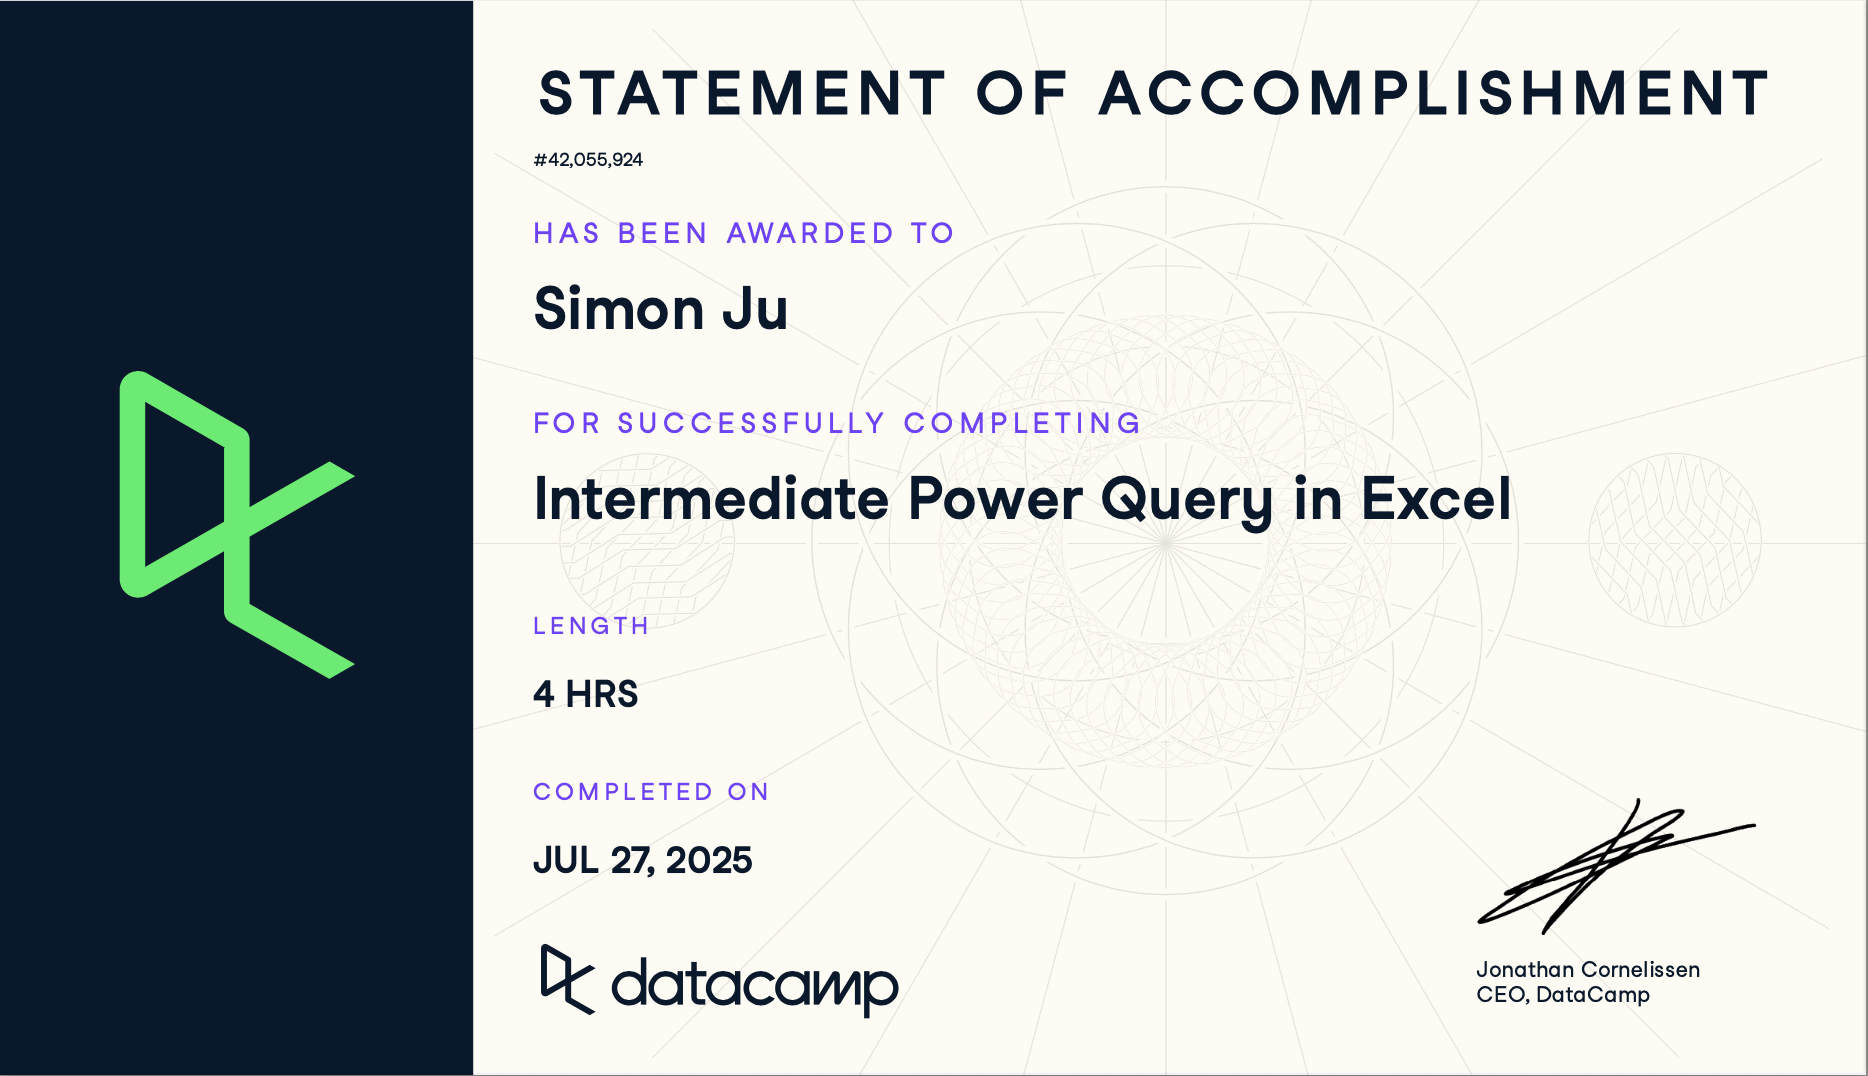 STATEMENT OF ACCOMPLISHMENT
#42,055,924
HAS BEEN AWARDED TO
Simon Ju
FOR SUCCESSFULLY COMPLETING
Intermediate Power Query in Excel
LENGTH
4 HRS
COMPLETED ON
JUL 27, 2025
datacamp
Jonathan Cornelissen
CEO, DataCamp